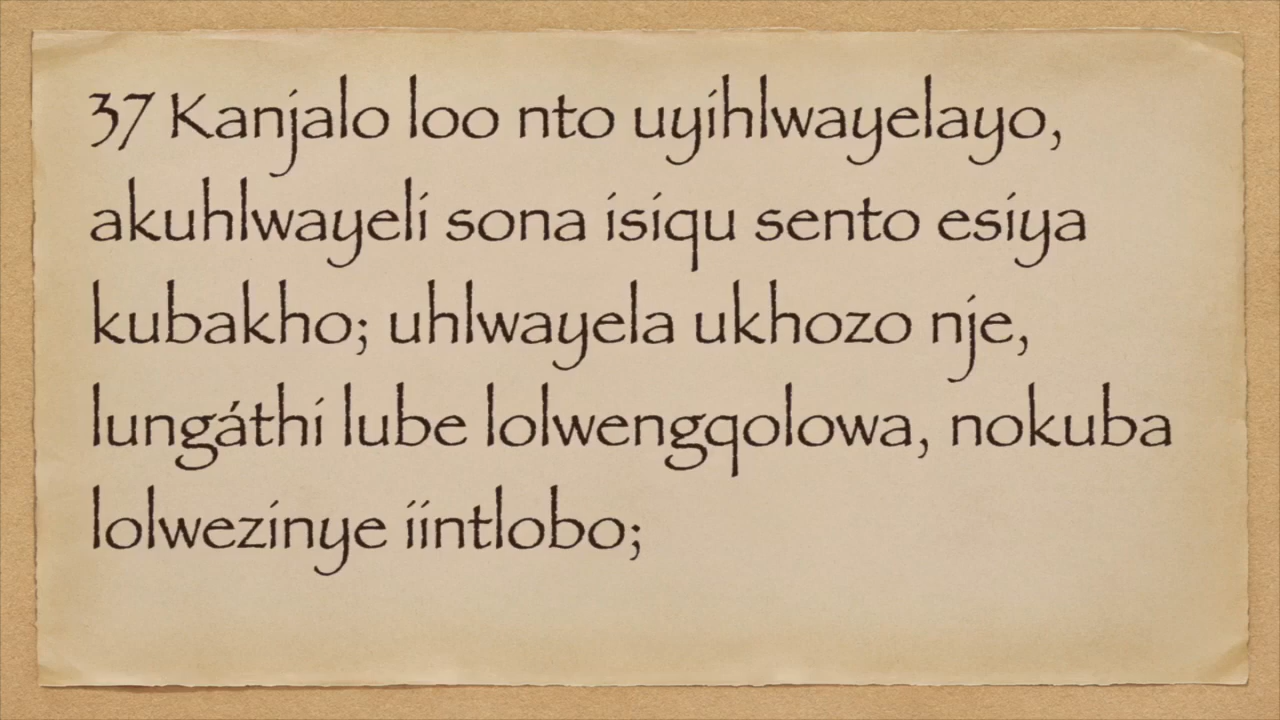 37 Kanjalo loo nto uyihlwayelayo,
akuhlwayeli sona isiqu sento esiya
kubakho; uhlwayela ukhozo nje,
lungáthi lube lolwengqolowa, nokuba
lolwezinye iintlobo;